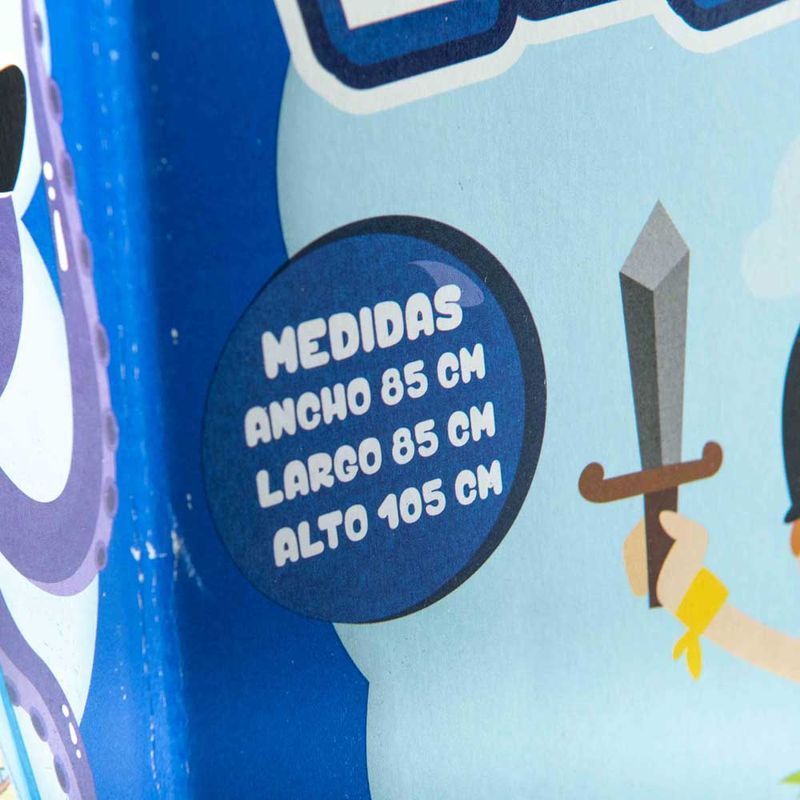 MEDIDAS
ANCHO 85 CM
LARGO 85 CM
ALTO 105 CM